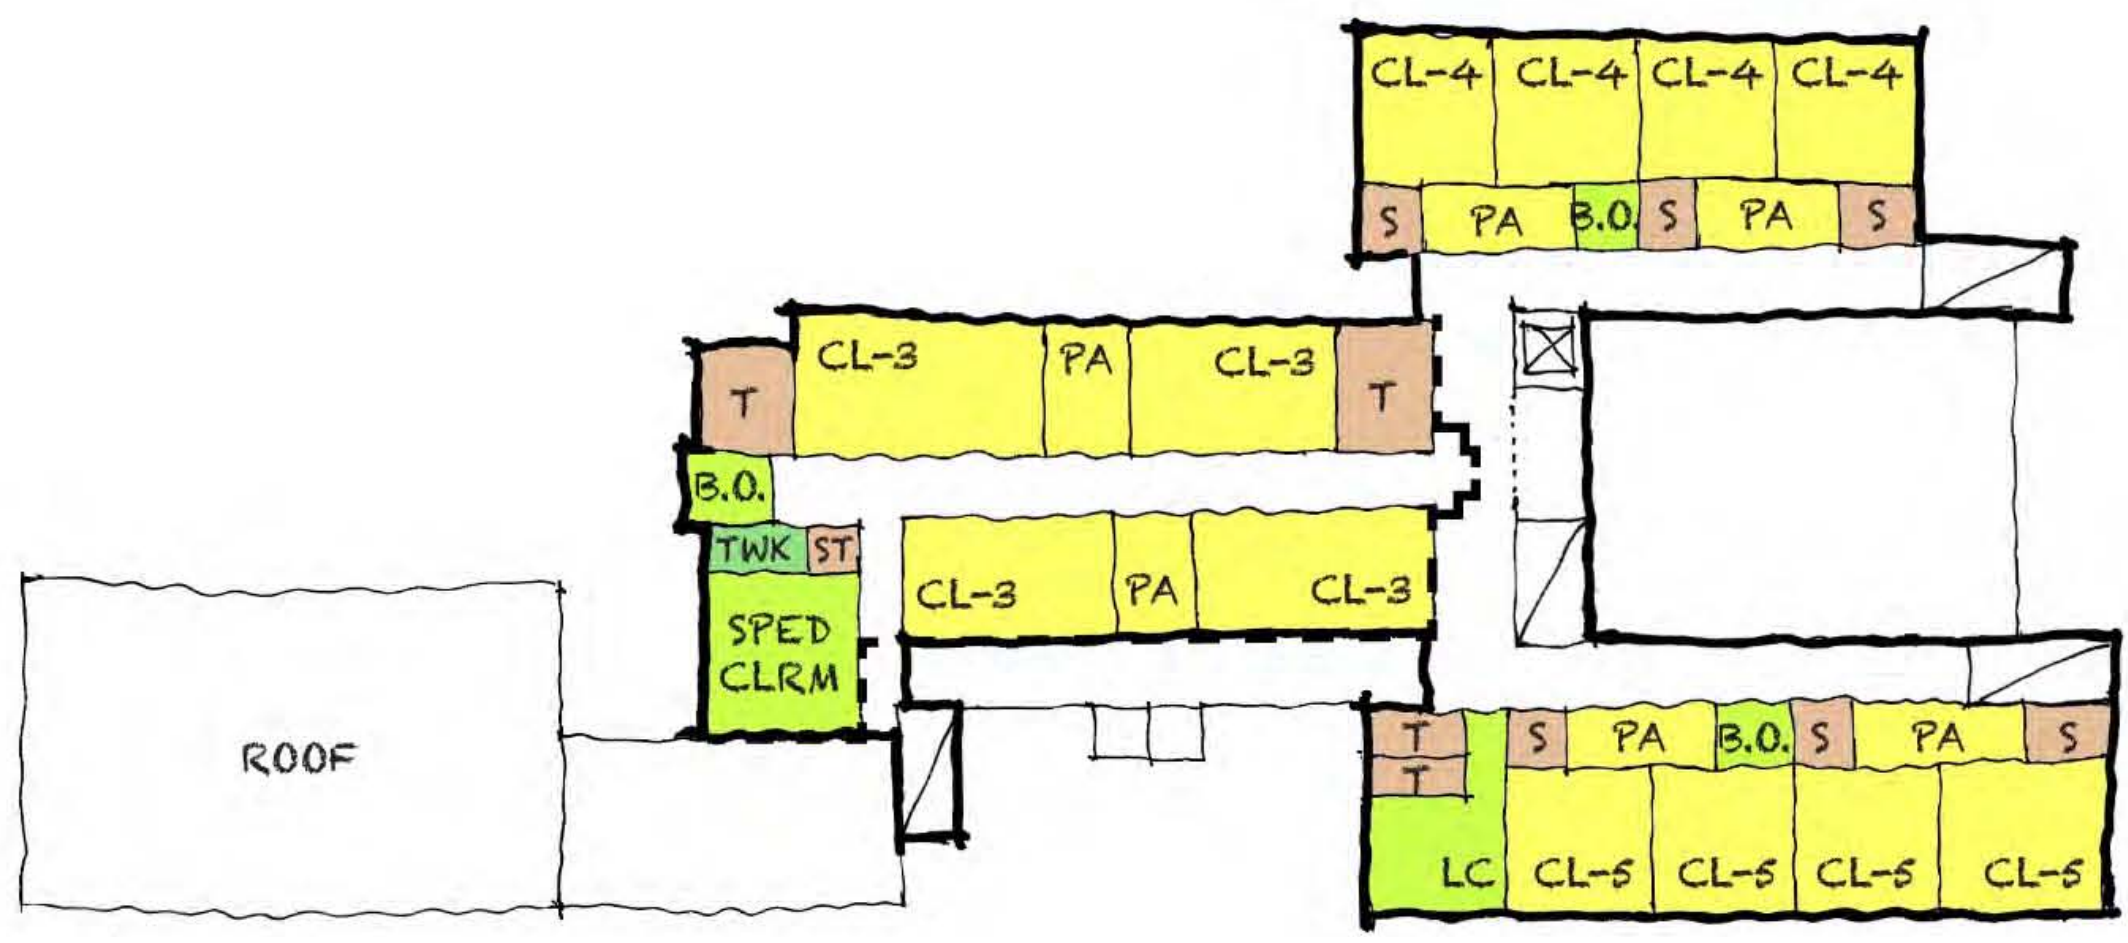 CL-4 CL-4 CL-4 CL-4
S PA B.O. S PA S
CL-3 PA CL-3
T T
B.O.
TWK ST
CL-3 PA CL-3
SPED
CLRM
ROOF
T S PA B.O. S PA S
T
LC CL-5 CL-5 CL-5 CL-5